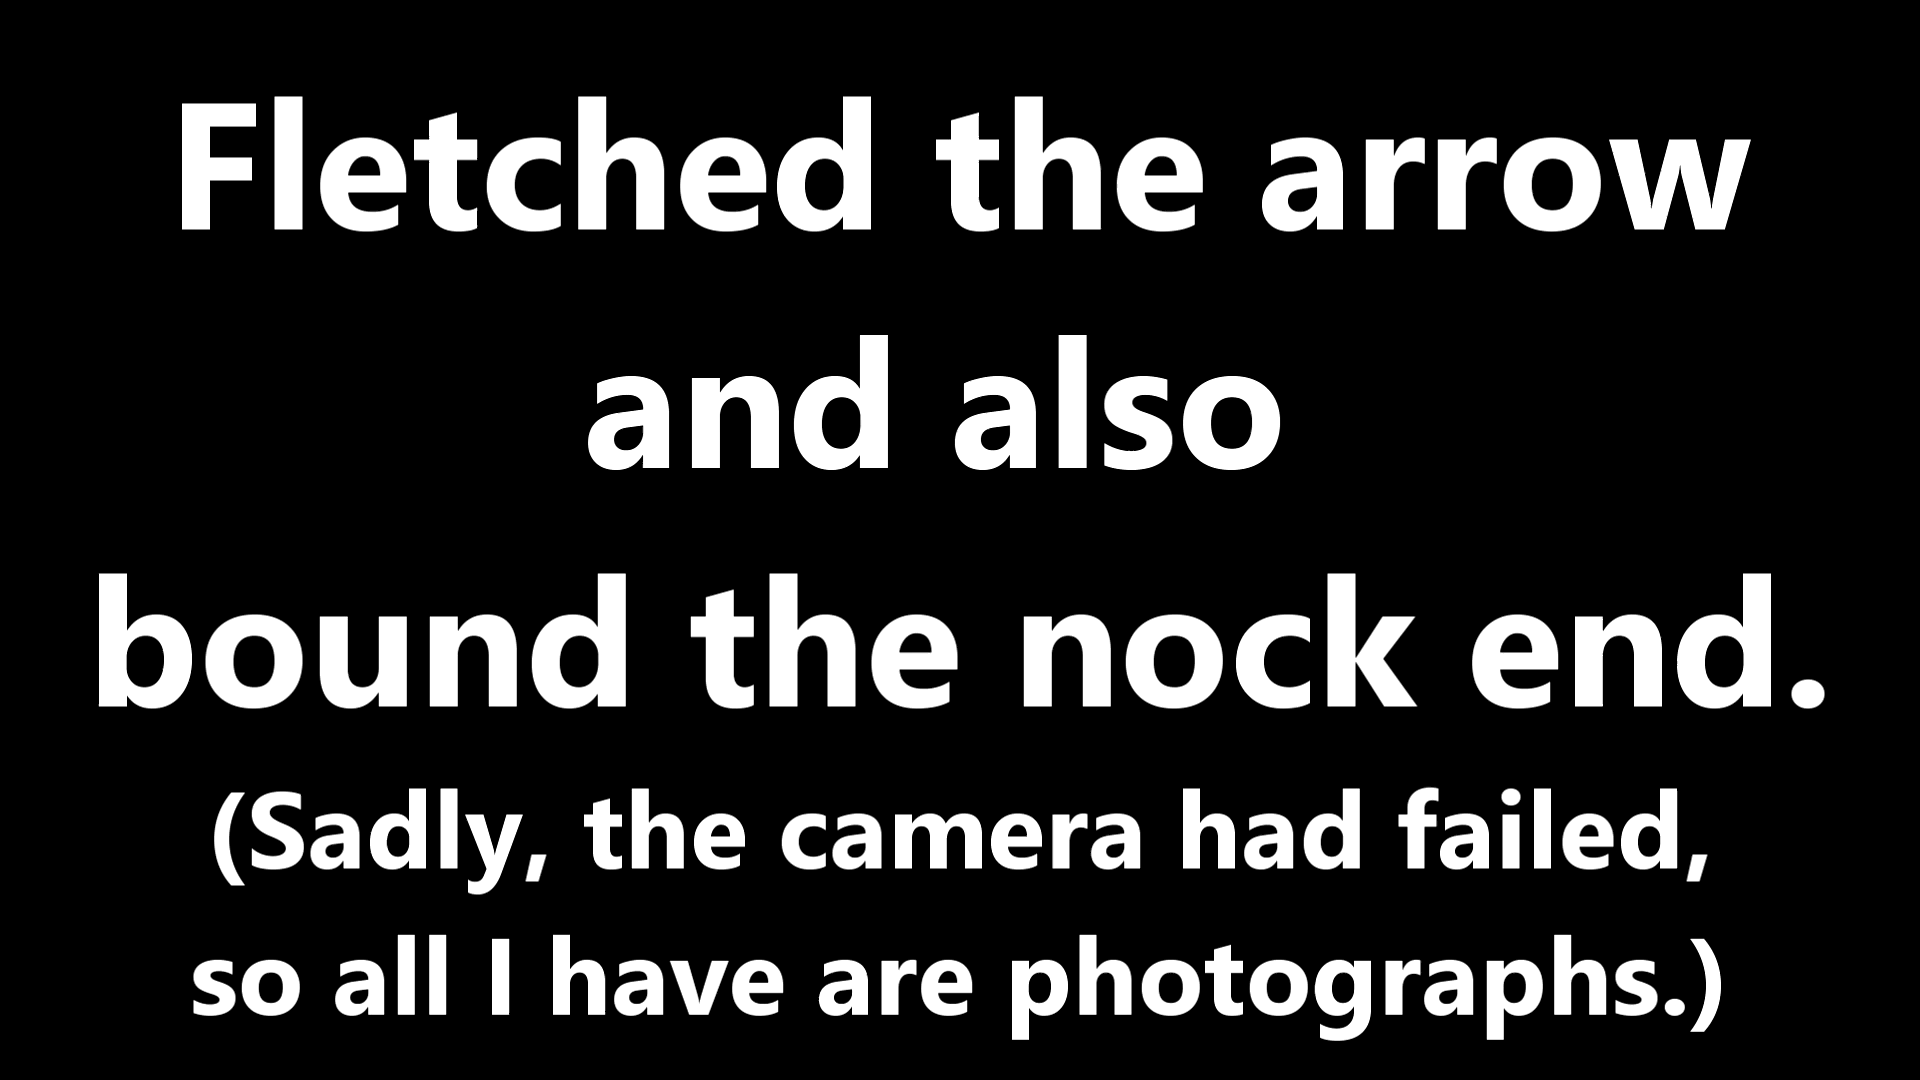 Fletched the arrow
and also
bound the nock end.
(Sadly, the camera had failed,
so all I have are photographs.)